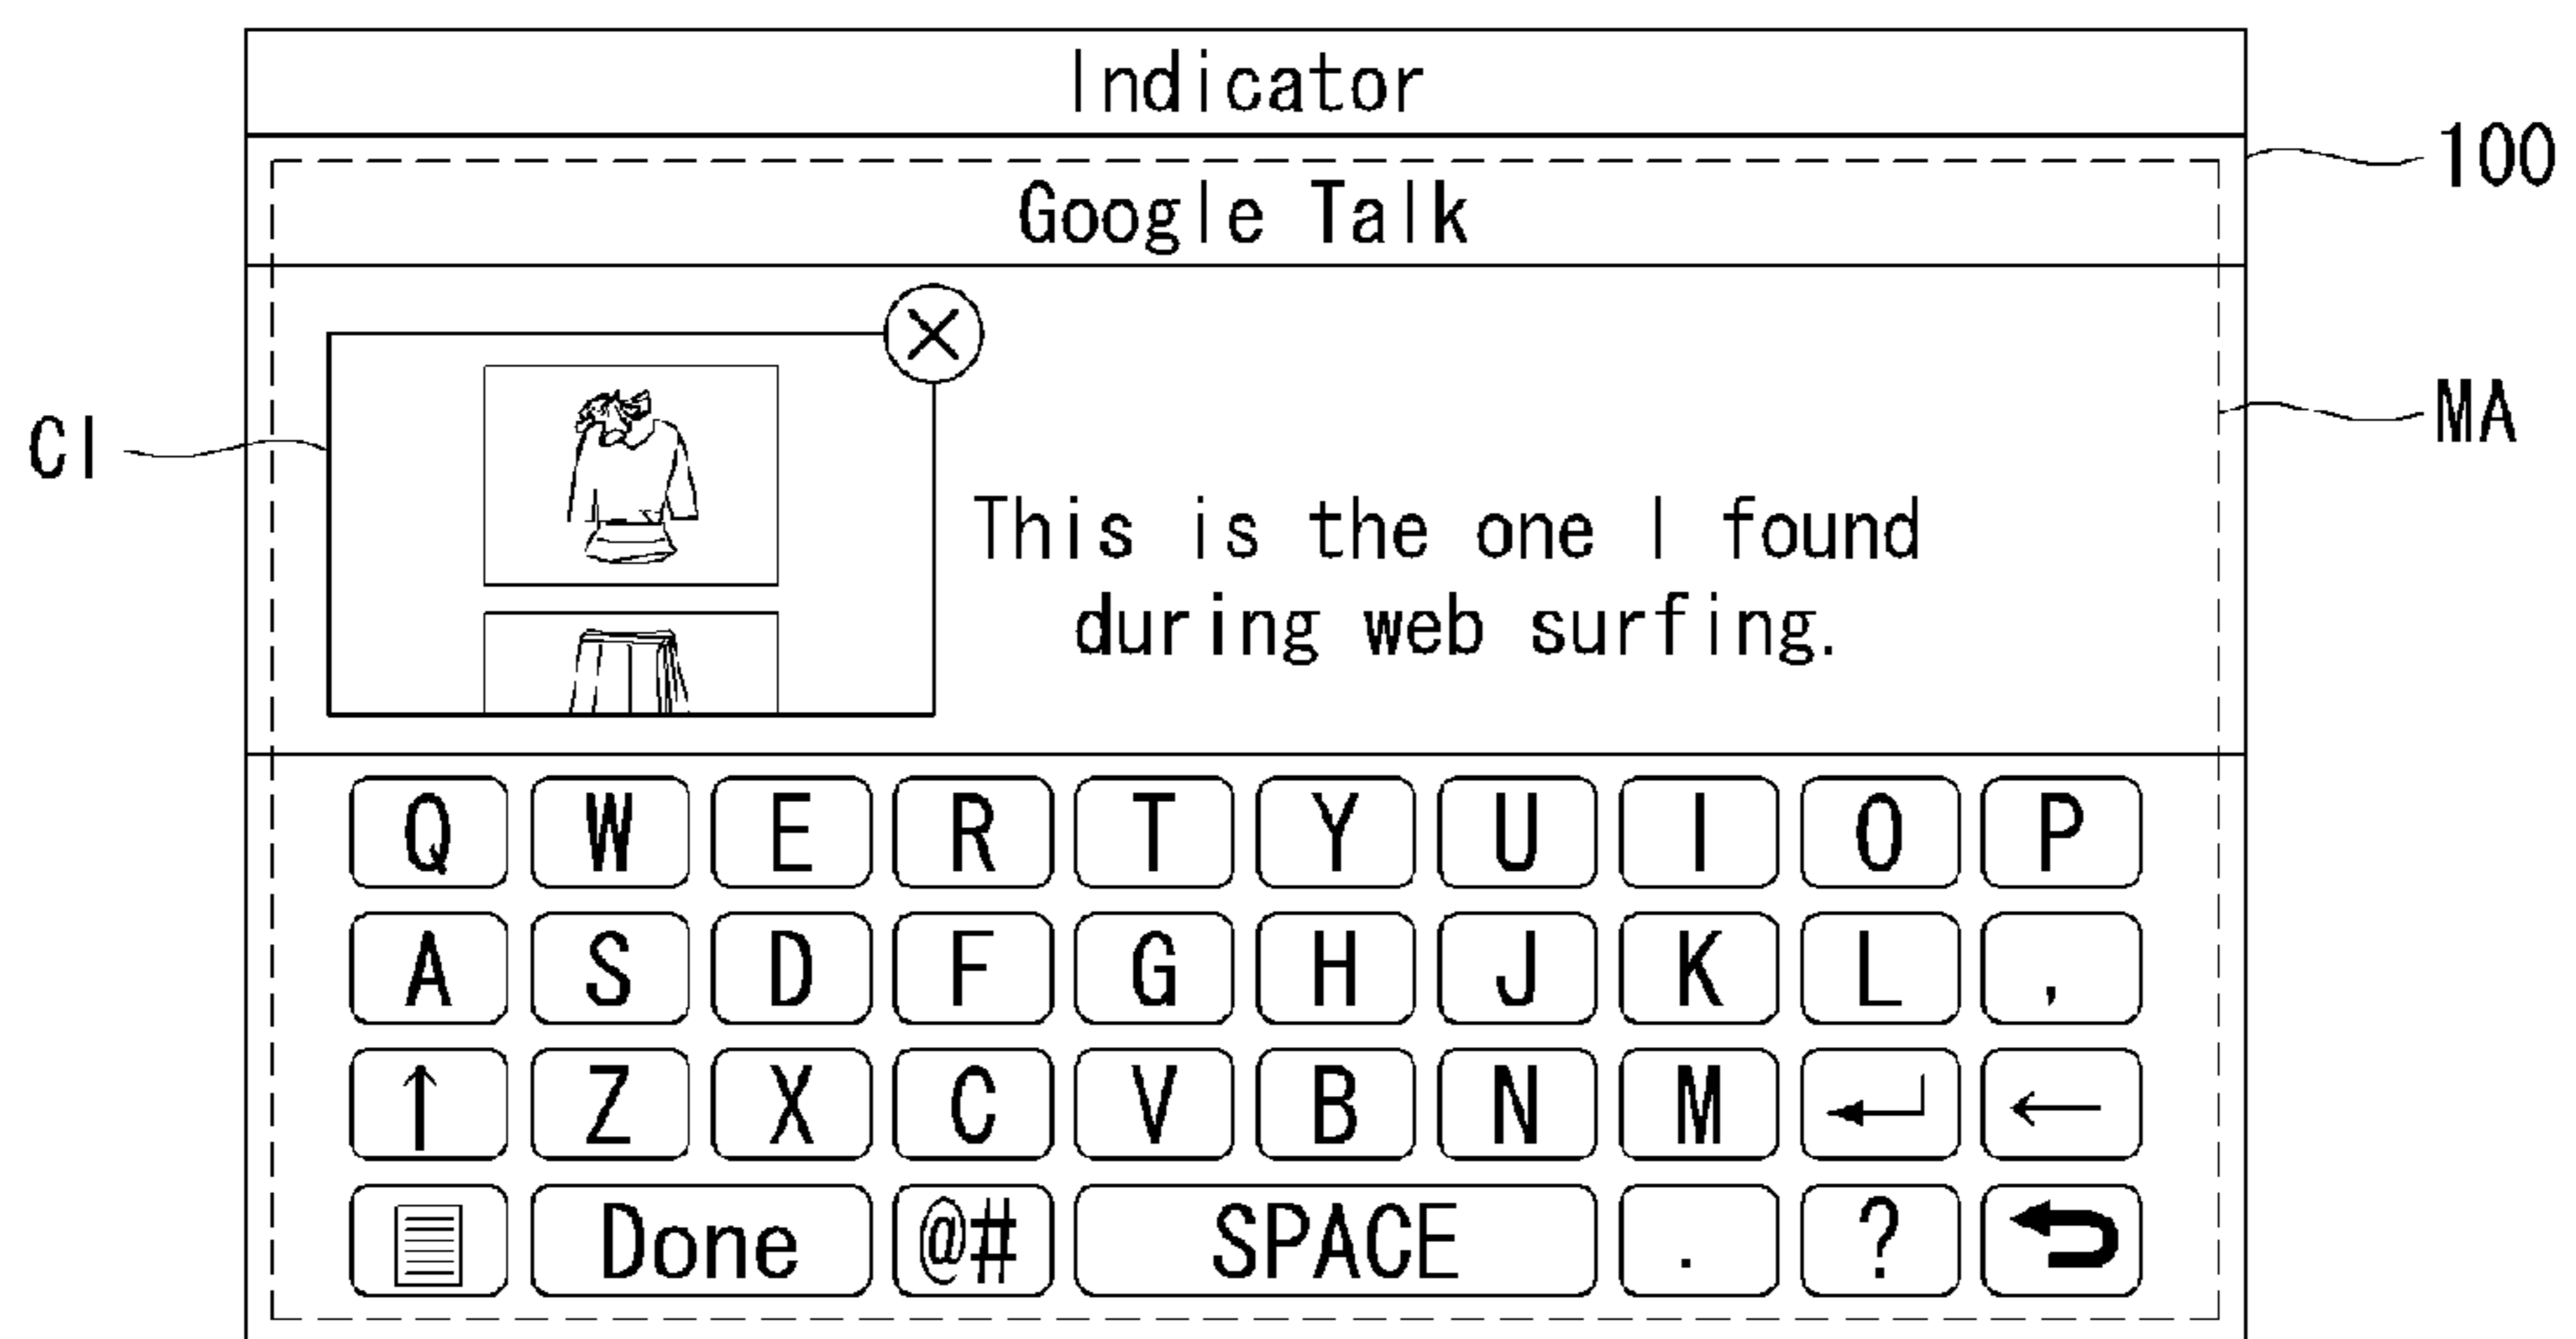 Indicator
100
Google Talk
CI
MA
This is the one I found
during web surfing.
Q W E R T Y U I O P
A S D F G H J K L ,
↑ Z X C V B N M ↵ ←
Done @# SPACE . ?